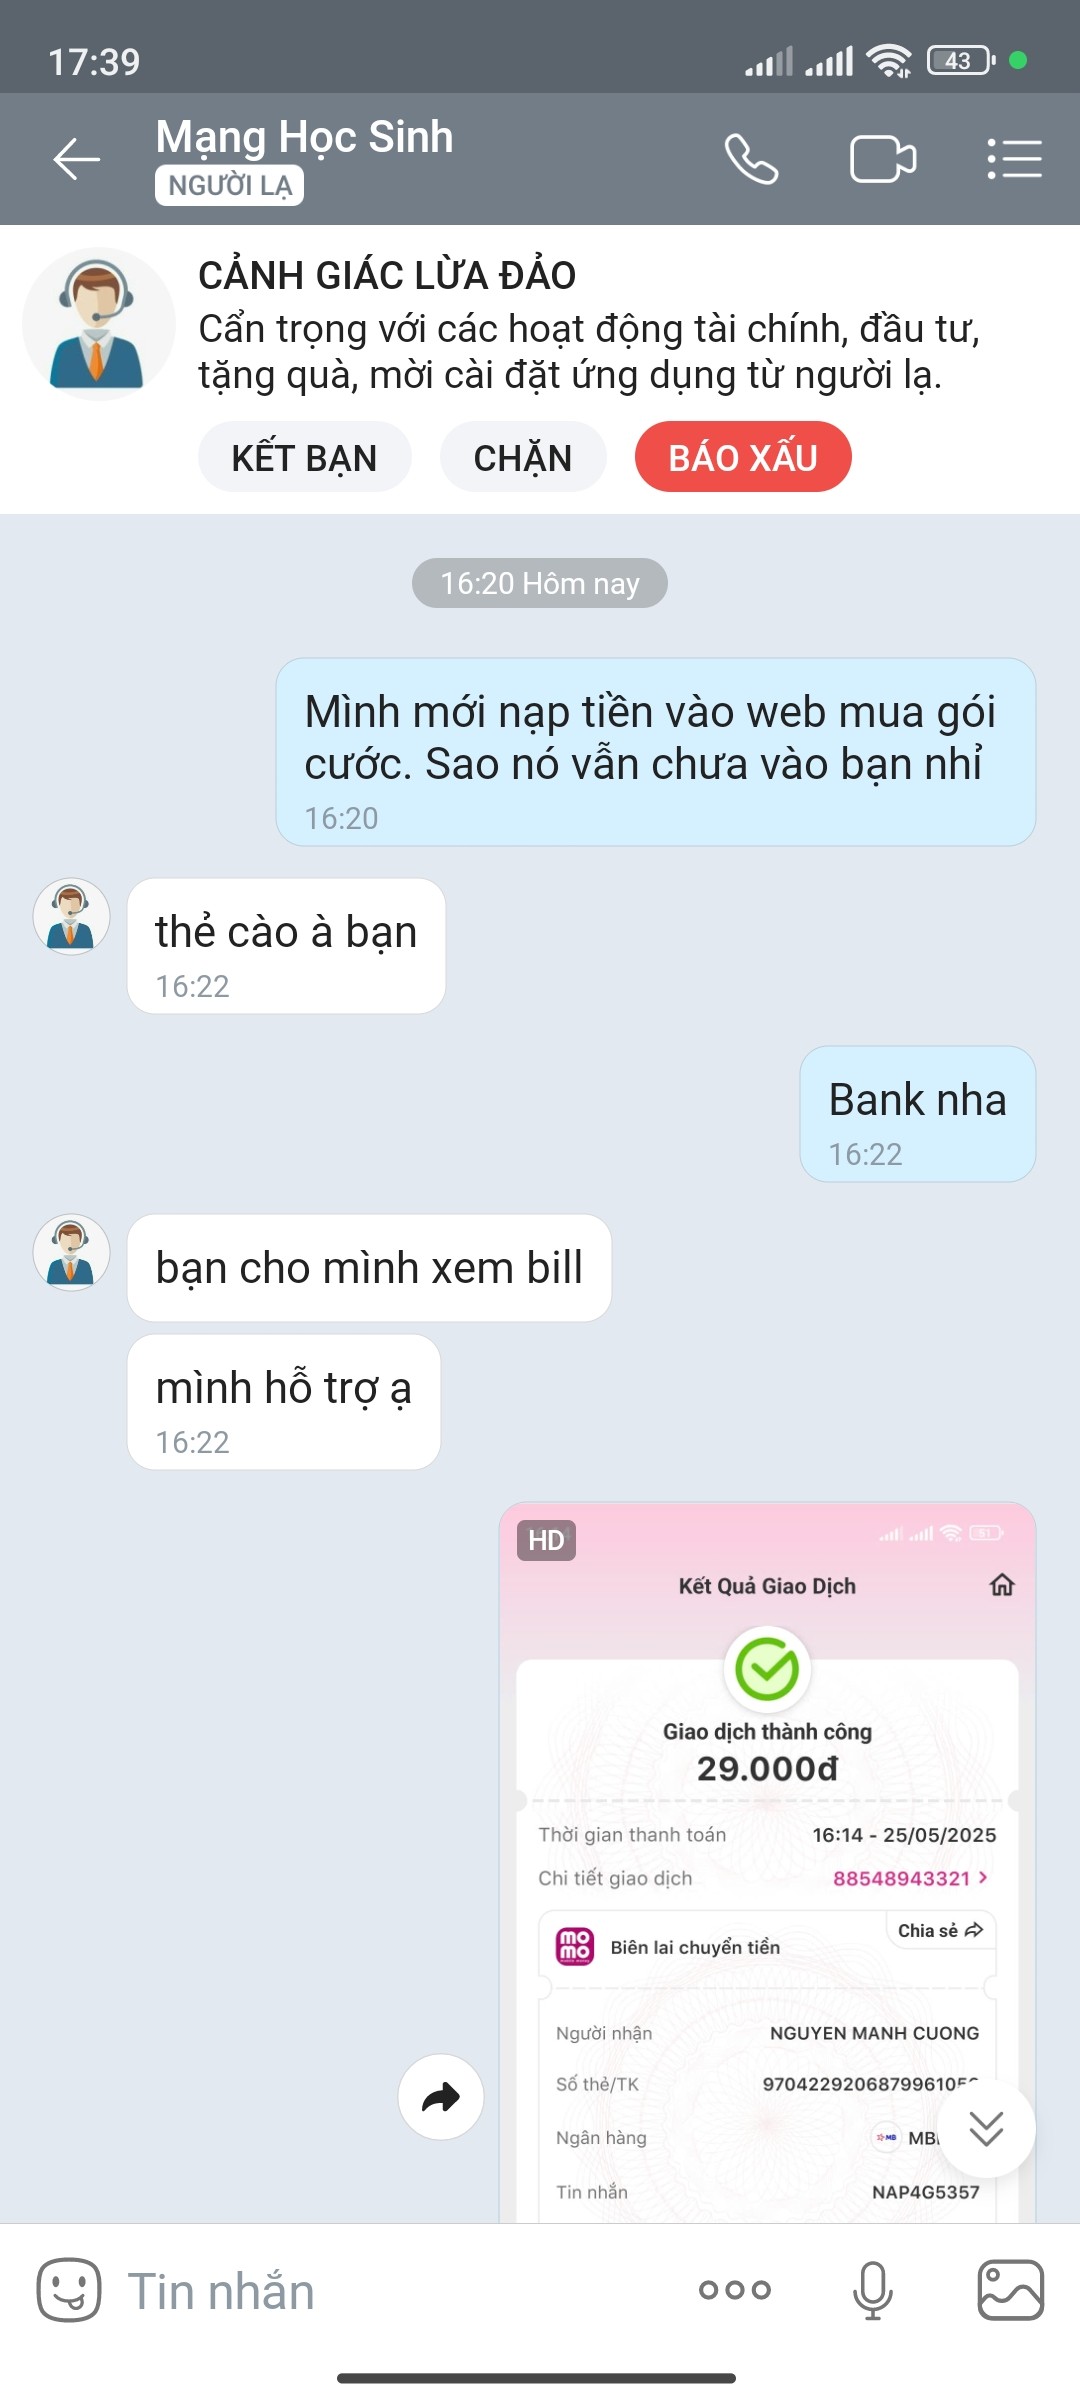 17:39
43
Mạng Học Sinh
NGƯỜI LẠ
CẢNH GIÁC LỪA ĐẢO
Cẩn trọng với các hoạt động tài chính, đầu tư,
tặng quà, mời cài đặt ứng dụng từ người lạ.
KẾT BẠN CHẶN BÁO XẤU
16:20 Hôm nay
Mình mới nạp tiền vào web mua gói
cước. Sao nó vẫn chưa vào bạn nhỉ
16:20
thẻ cào à bạn
16:22
Bank nha
16:22
bạn cho mình xem bill
mình hỗ trợ ạ
16:22
HD
51
Kết Quả Giao Dịch
Giao dịch thành công
29.000đ
Thời gian thanh toán 16:14 - 25/05/2025
Chi tiết giao dịch 88548943321
Chia sẻ
mo
mo
Biên lai chuyển tiền
Người nhận NGUYEN MANH CUONG
Số thẻ/TK
Ngân hàng MB
Tin nhắn NAP4G5357
Tin nhắn